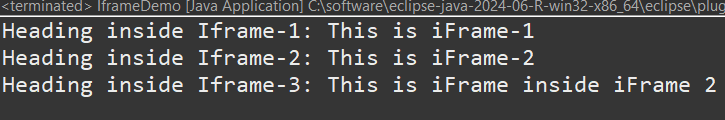 <terminated> IframeDemo [Java Application] C:\software\eclipse-java-2024-06-R-win32-x86_64\eclipse\plug
Heading inside Iframe-1: This is iFrame-1
Heading inside Iframe-2: This is iFrame-2
Heading inside Iframe-3: This is iFrame inside iFrame 2